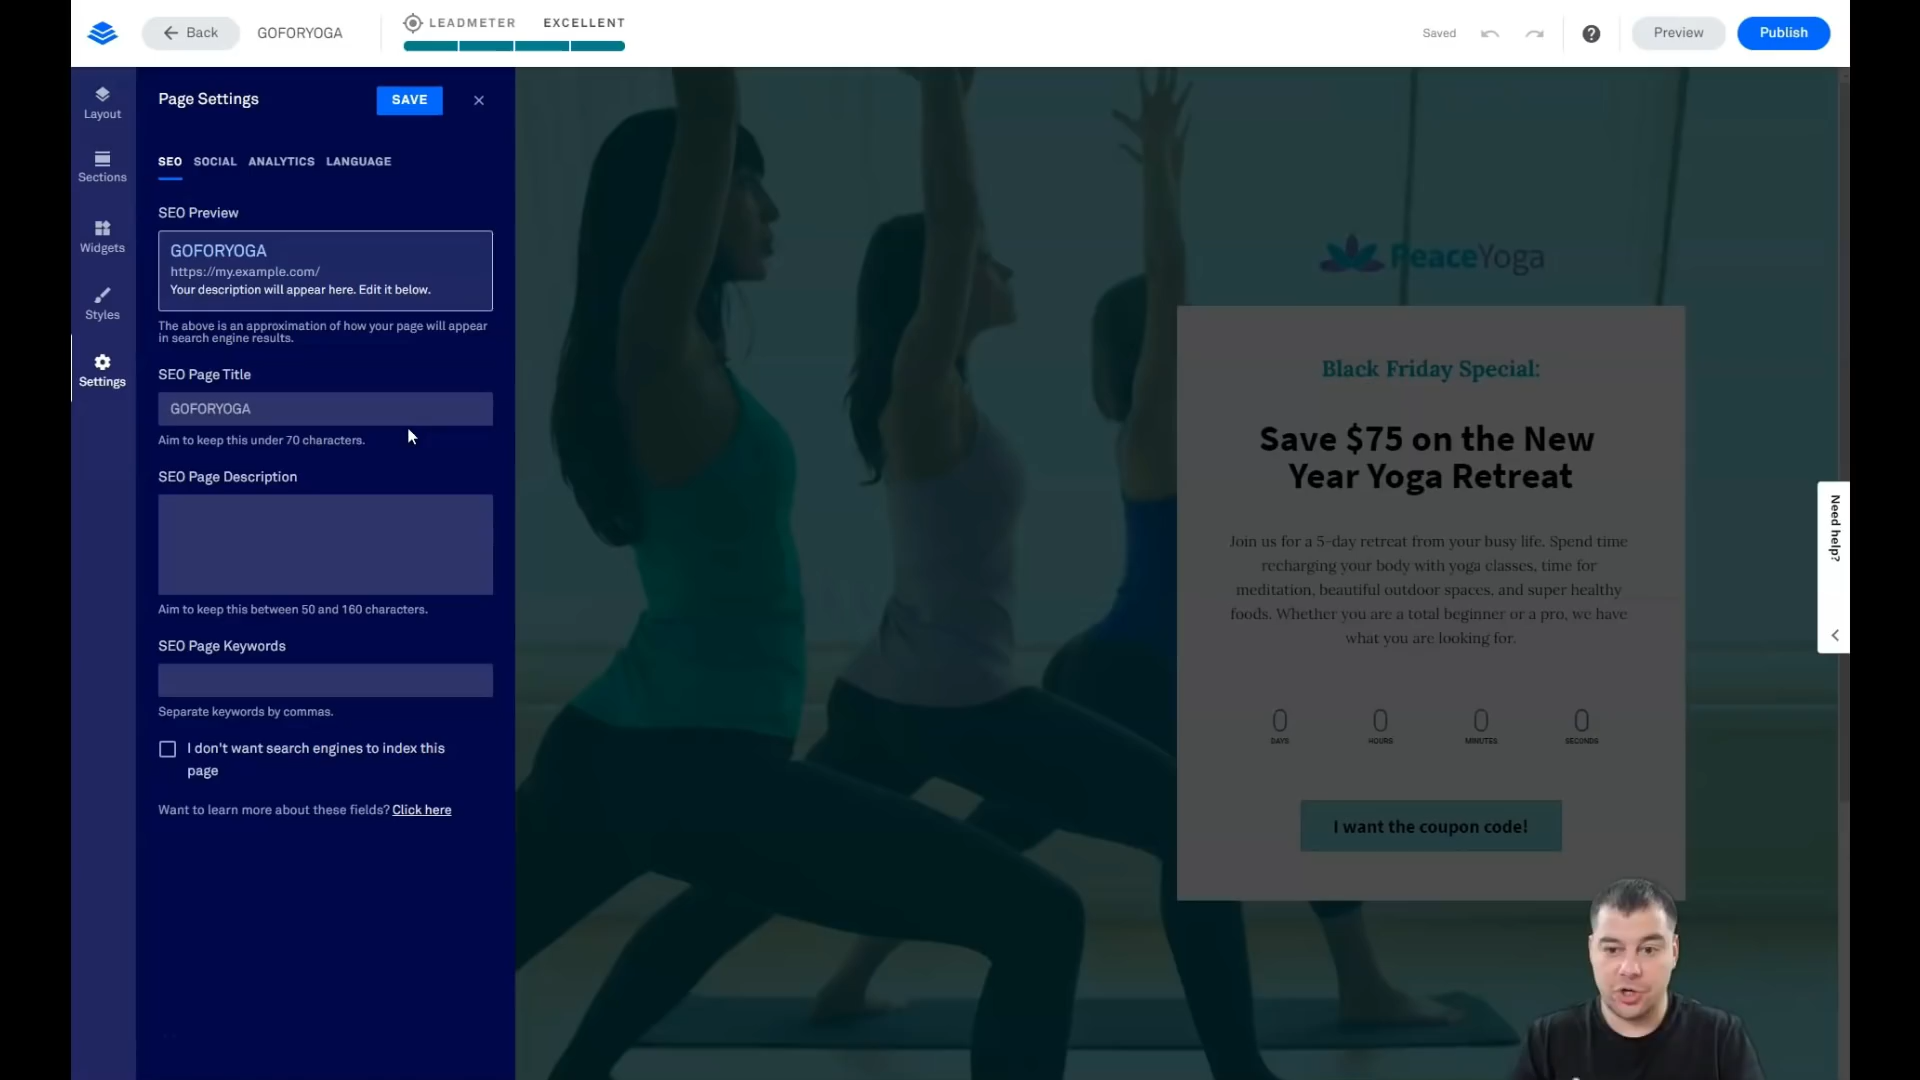 Back
GOFORYOGA
LEADMETER
EXCELLENT
Saved
Preview
Publish
Layout
Sections
Widgets
Styles
Settings
Page Settings
SAVE
SEO SOCIAL ANALYTICS LANGUAGE
SEO Preview
GOFORYOGA
https://my.example.com/
Your description will appear here. Edit it below.
The above is an approximation of how your page will appear
in search engine results.
SEO Page Title
GOFORYOGA
Aim to keep this under 70 characters.
SEO Page Description
Aim to keep this between 50 and 160 characters.
SEO Page Keywords
Separate keywords by commas.
I don't want search engines to index this
page
Want to learn more about these fields? Click here
PeaceYoga
Black Friday Special:
Save $75 on the New
Year Yoga Retreat
Join us for a 5-day retreat from your busy life. Spend time
recharging your body with yoga classes, time for
meditation, beautiful outdoor spaces, and super healthy
foods. Whether you are a total beginner or a pro, we have
what you are looking for.
0 0 0 0
DAYS HOURS MINUTES SECONDS
I want the coupon code!
Need help?